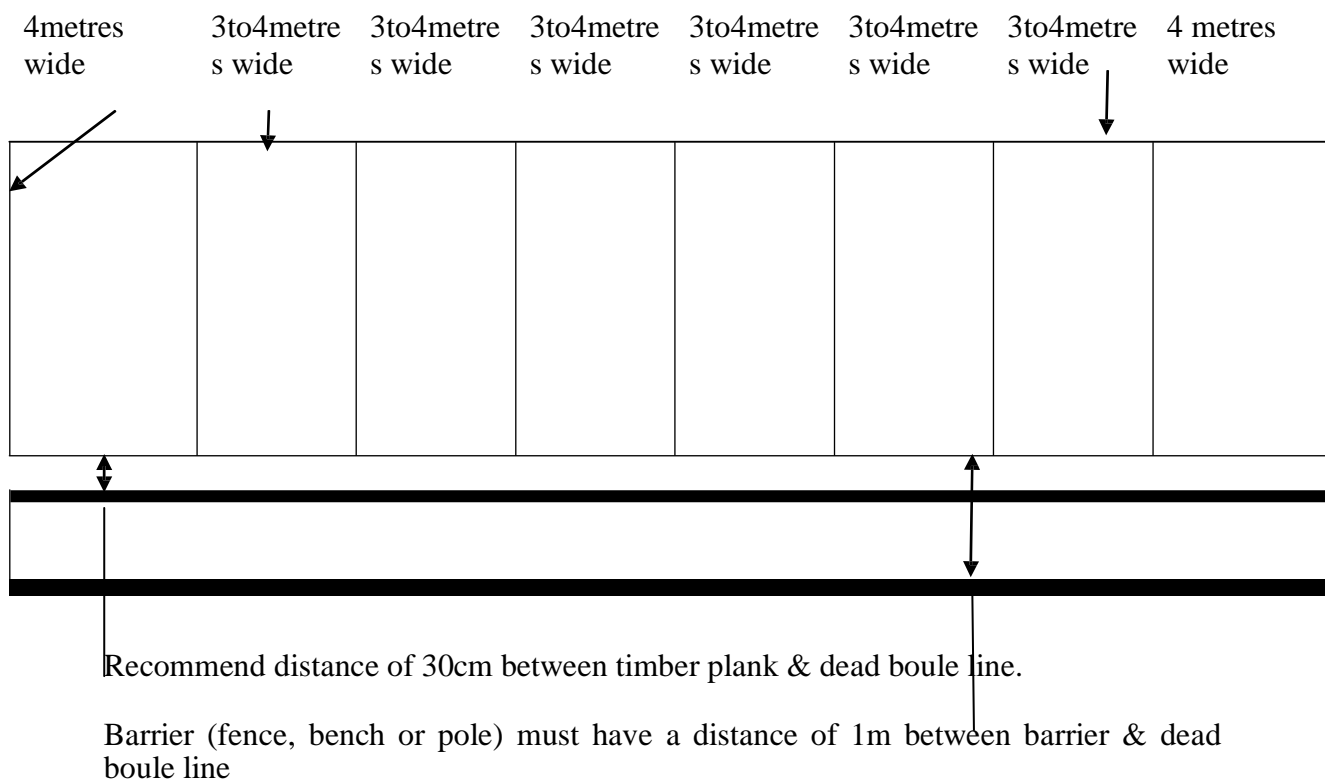 4metres
wide
3to4metre
s wide
3to4metre
s wide
3to4metre
s wide
3to4metre
s wide
3to4metre
s wide
3to4metre
s wide
4 metres
wide
Recommend distance of 30cm between timber plank & dead boule line.
Barrier (fence, bench or pole) must have a distance of 1m between barrier & dead
boule line